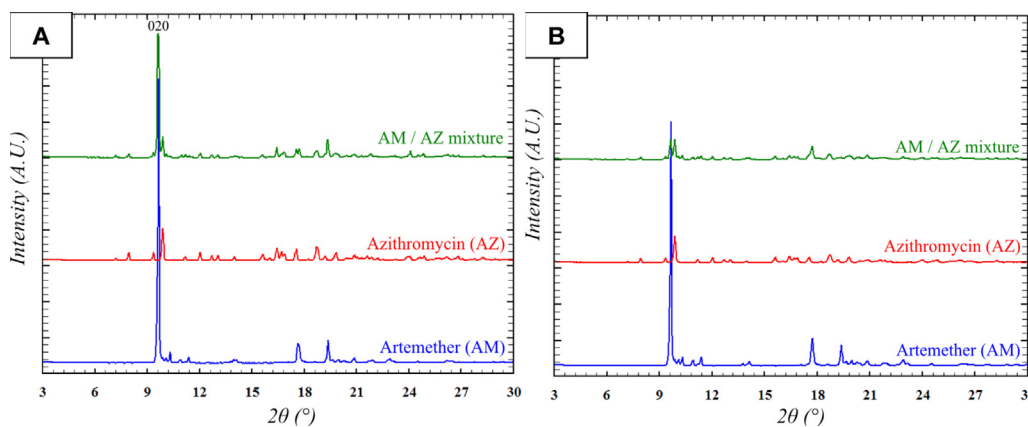 A
020
AM / AZ mixture
Azithromycin (AZ)
Artemether (AM)
Intensity (A.U.)
3 6 9 12 15 18 21 24 27 30
2θ (°)
B
AM / AZ mixture
Azithromycin (AZ)
Artemether (AM)
Intensity (A.U.)
3 6 9 12 15 18 21 24 27 3
2θ (°)